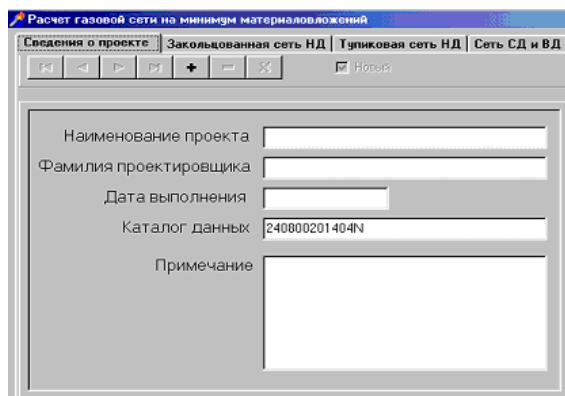 Расчет газовой сети на минимум материаловложений
Сведения о проекте Закольцованная сеть НД Тупиковая сеть НД Сеть СД и ВД
Новый
Наименование проекта
Фамилия проектировщика
Дата выполнения
Каталог данных 240800201404N
Примечание